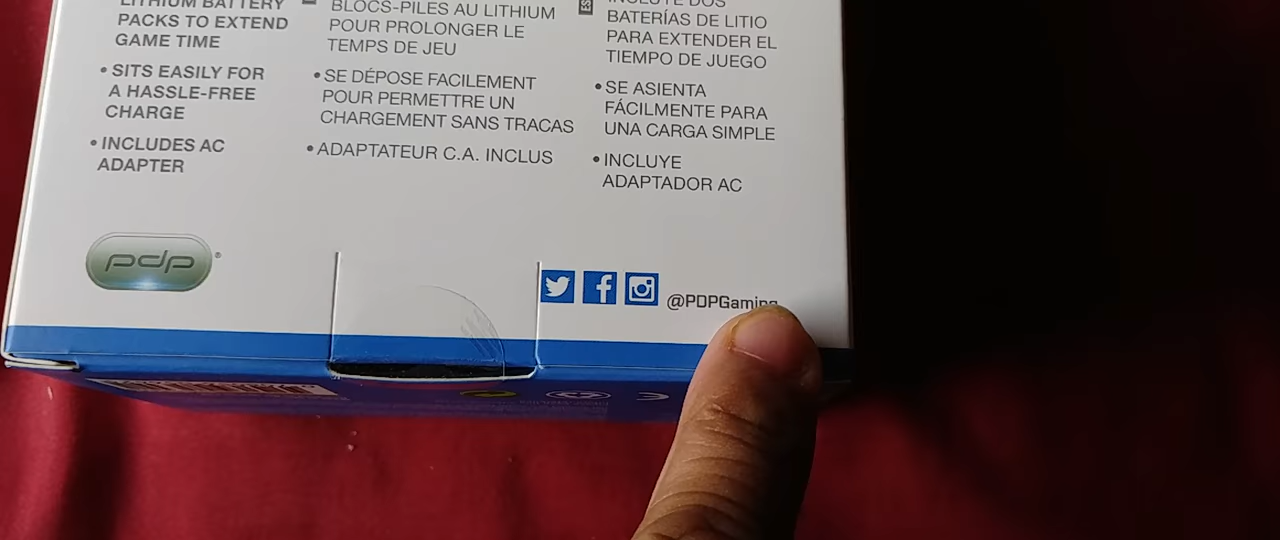 LITHIUM BATTERY
PACKS TO EXTEND
GAME TIME
• SITS EASILY FOR
A HASSLE-FREE
CHARGE
• INCLUDES AC
ADAPTER
BLOCS-PILES AU LITHIUM
POUR PROLONGER LE
TEMPS DE JEU
• SE DÉPOSE FACILEMENT
POUR PERMETTRE UN
CHARGEMENT SANS TRACAS
• ADAPTATEUR C.A. INCLUS
ES
INCLUYE DOS
BATERÍAS DE LITIO
PARA EXTENDER EL
TIEMPO DE JUEGO
• SE ASIENTA
FÁCILMENTE PARA
UNA CARGA SIMPLE
• INCLUYE
ADAPTADOR AC
pdp®
@PDPGaming